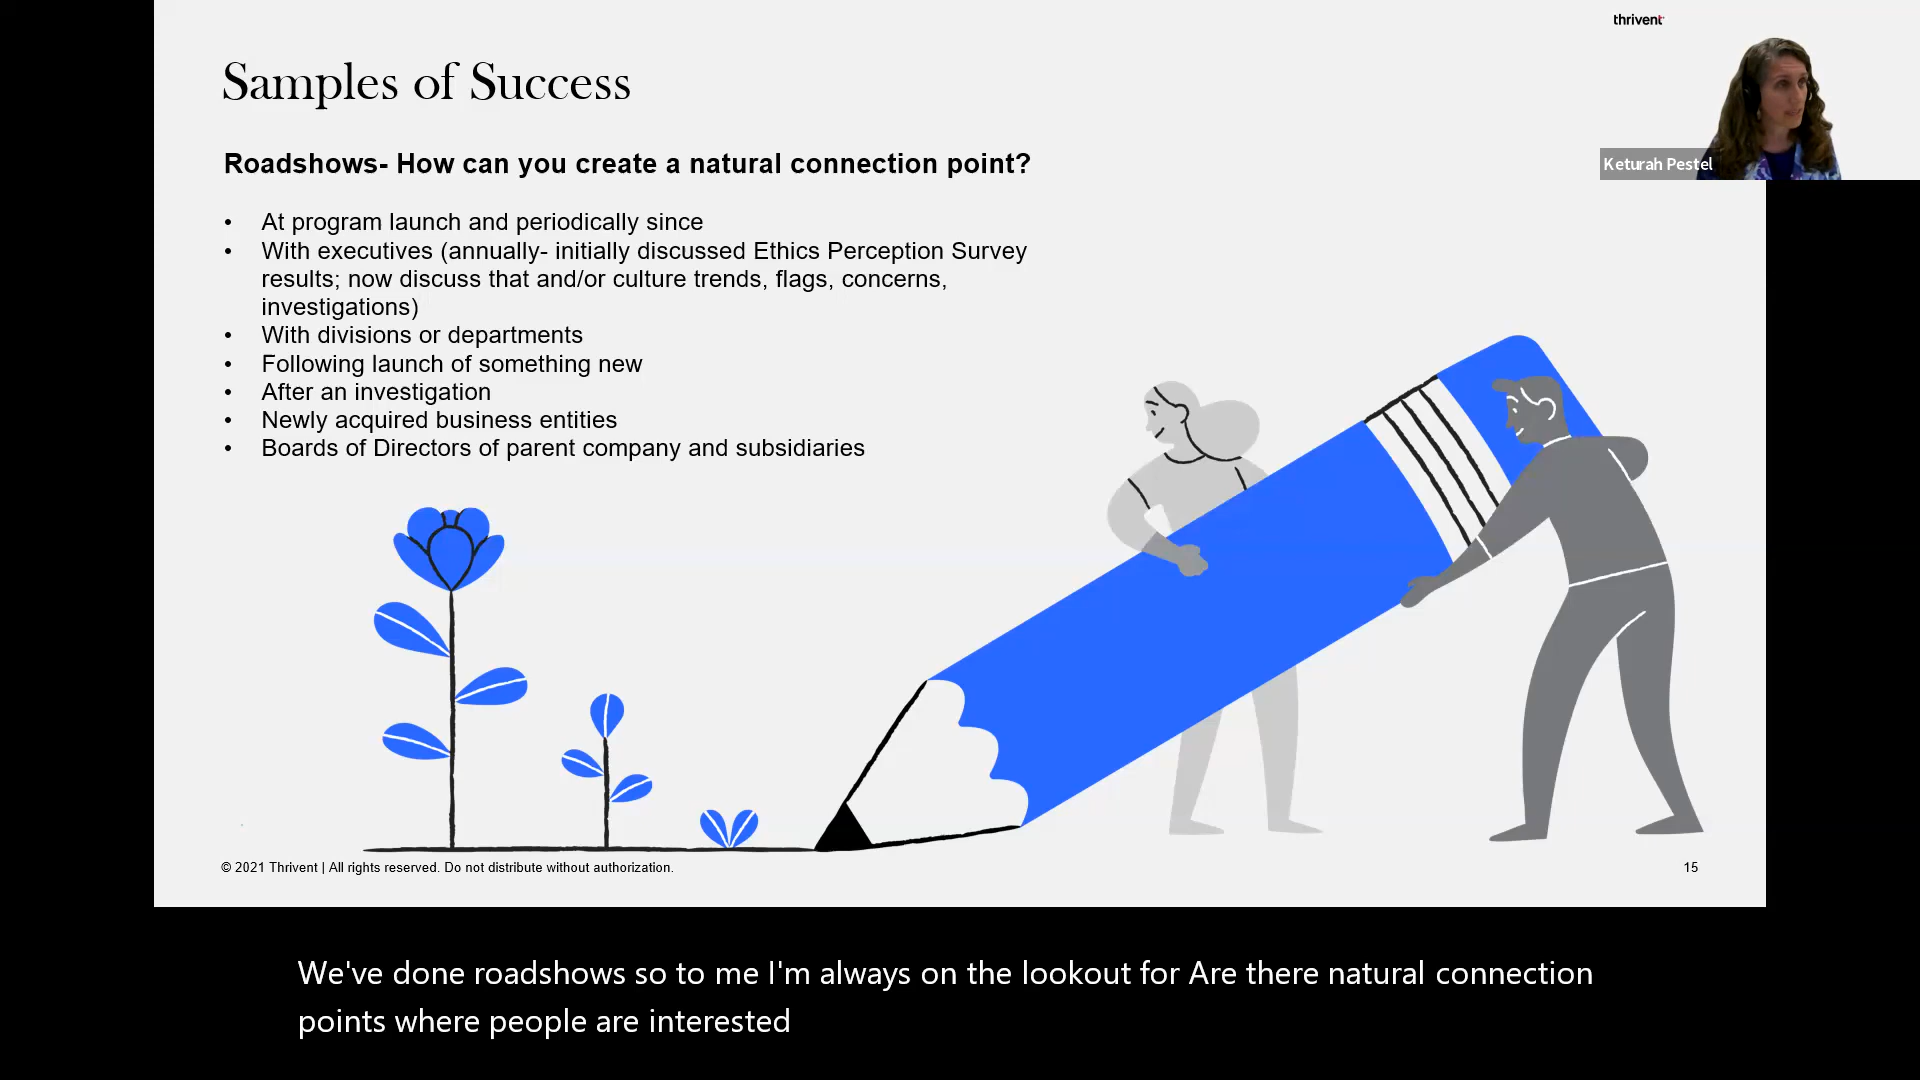 thrivent
Samples of Success
Keturah Pestel
Roadshows- How can you create a natural connection point?
• At program launch and periodically since
• With executives (annually- initially discussed Ethics Perception Survey
results; now discuss that and/or culture trends, flags, concerns,
investigations)
• With divisions or departments
• Following launch of something new
• After an investigation
• Newly acquired business entities
• Boards of Directors of parent company and subsidiaries
© 2021 Thrivent | All rights reserved. Do not distribute without authorization.
15
We've done roadshows so to me I'm always on the lookout for Are there natural connection
points where people are interested